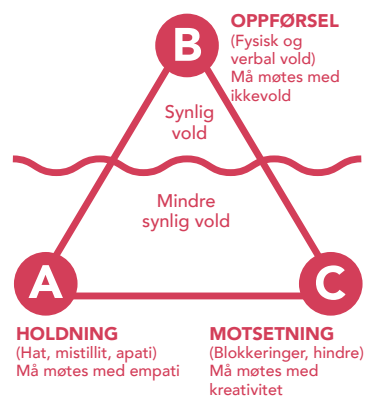 B
OPPFØRSEL
(Fysisk og
verbal vold)
Må møtes med
ikkevold
Synlig
vold
Mindre
synlig vold
A
C
HOLDNING
(Hat, mistillit, apati)
Må møtes med empati
MOTSETNING
(Blokkeringer, hindre)
Må møtes med
kreativitet